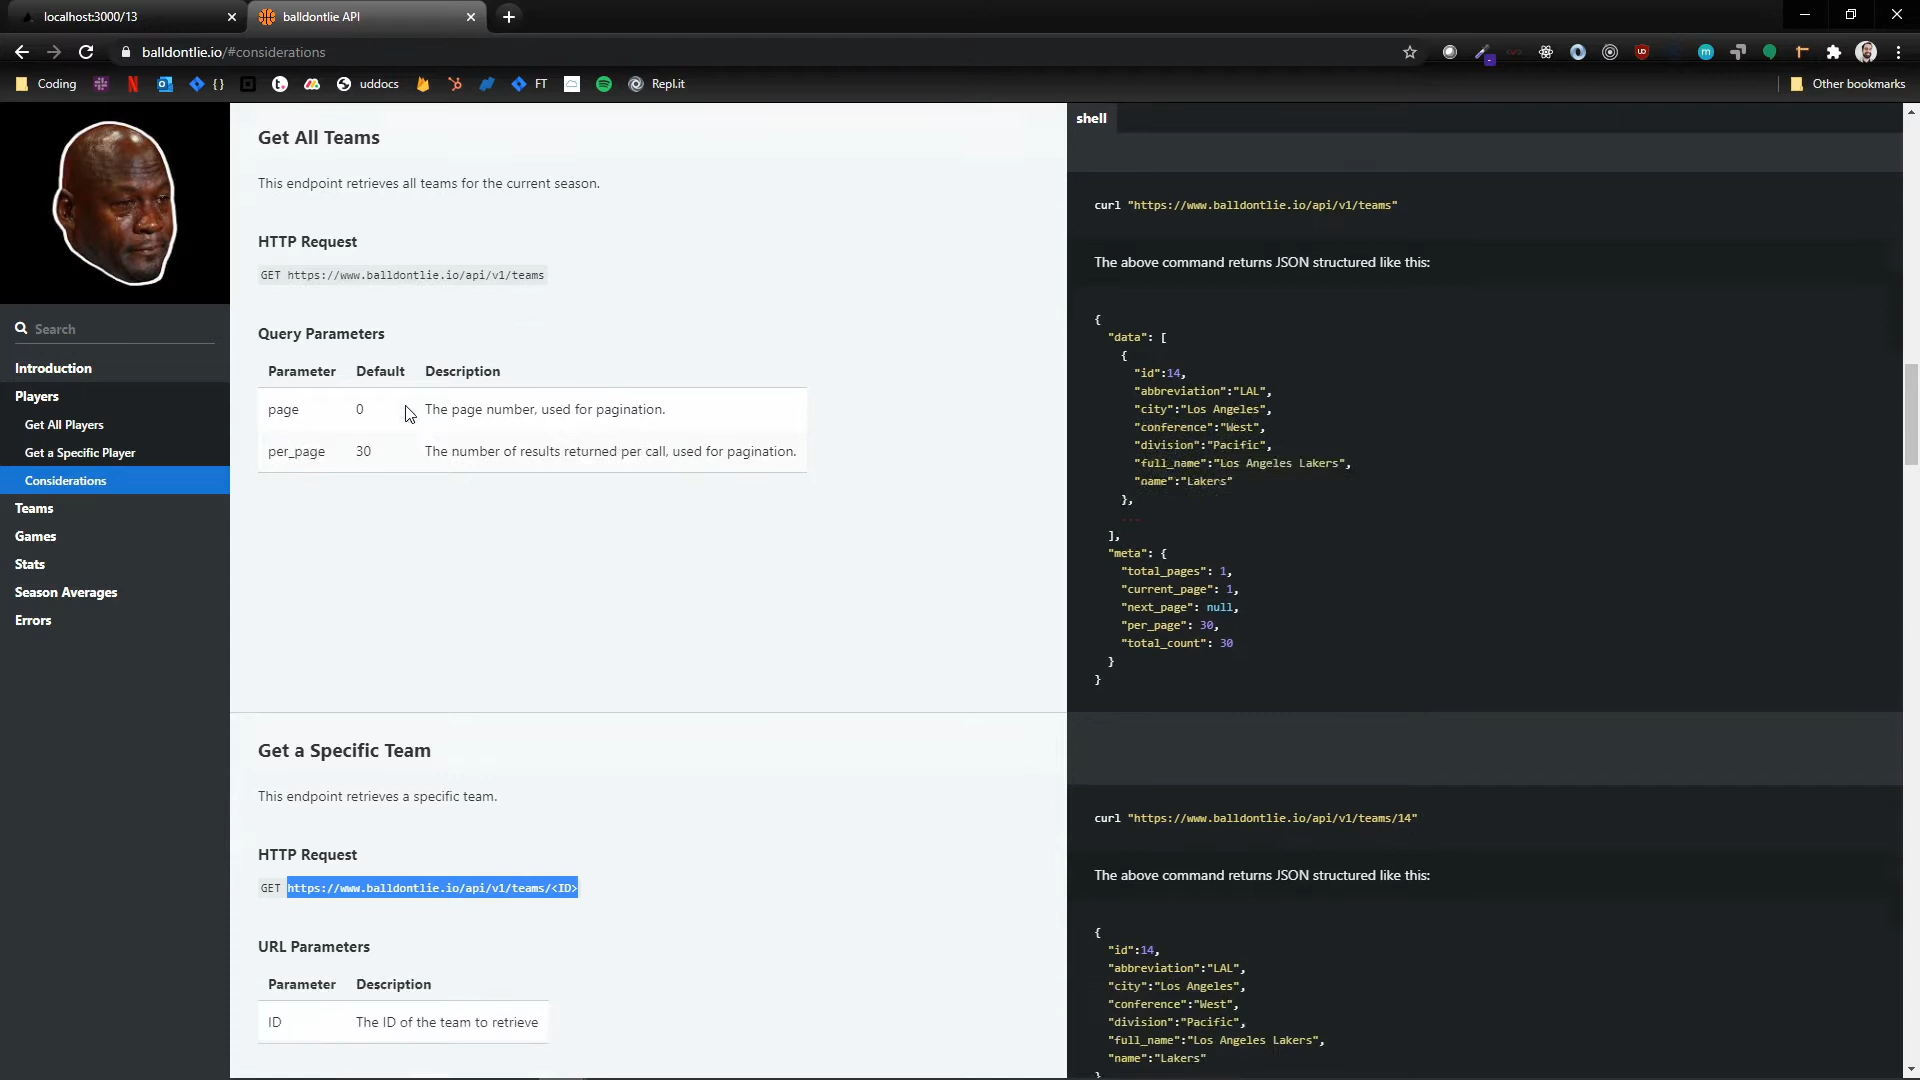 localhost:3000/13
balldontlie API
balldontlie.io/#considerations
Coding
{ }
uddocs
FT
Repl.it
Other bookmarks
Search
Introduction
Players
Get All Players
Get a Specific Player
Considerations
Teams
Games
Stats
Season Averages
Errors
Get All Teams
This endpoint retrieves all teams for the current season.
HTTP Request
GET https://www.balldontlie.io/api/v1/teams
Query Parameters
Parameter Default Description
page 0 The page number, used for pagination.
per_page 30 The number of results returned per call, used for pagination.
Get a Specific Team
This endpoint retrieves a specific team.
HTTP Request
GET https://www.balldontlie.io/api/v1/teams/<ID>
URL Parameters
Parameter Description
ID The ID of the team to retrieve
shell
curl "https://www.balldontlie.io/api/v1/teams"
The above command returns JSON structured like this:
{
"data": [
{
"id":14,
"abbreviation":"LAL",
"city":"Los Angeles",
"conference":"West",
"division":"Pacific",
"full_name":"Los Angeles Lakers",
"name":"Lakers"
},
...
],
"meta": {
"total_pages": 1,
"current_page": 1,
"next_page": null,
"per_page": 30,
"total_count": 30
}
}
curl "https://www.balldontlie.io/api/v1/teams/14"
The above command returns JSON structured like this:
{
"id":14,
"abbreviation":"LAL",
"city":"Los Angeles",
"conference":"West",
"division":"Pacific",
"full_name":"Los Angeles Lakers",
"name":"Lakers"
}